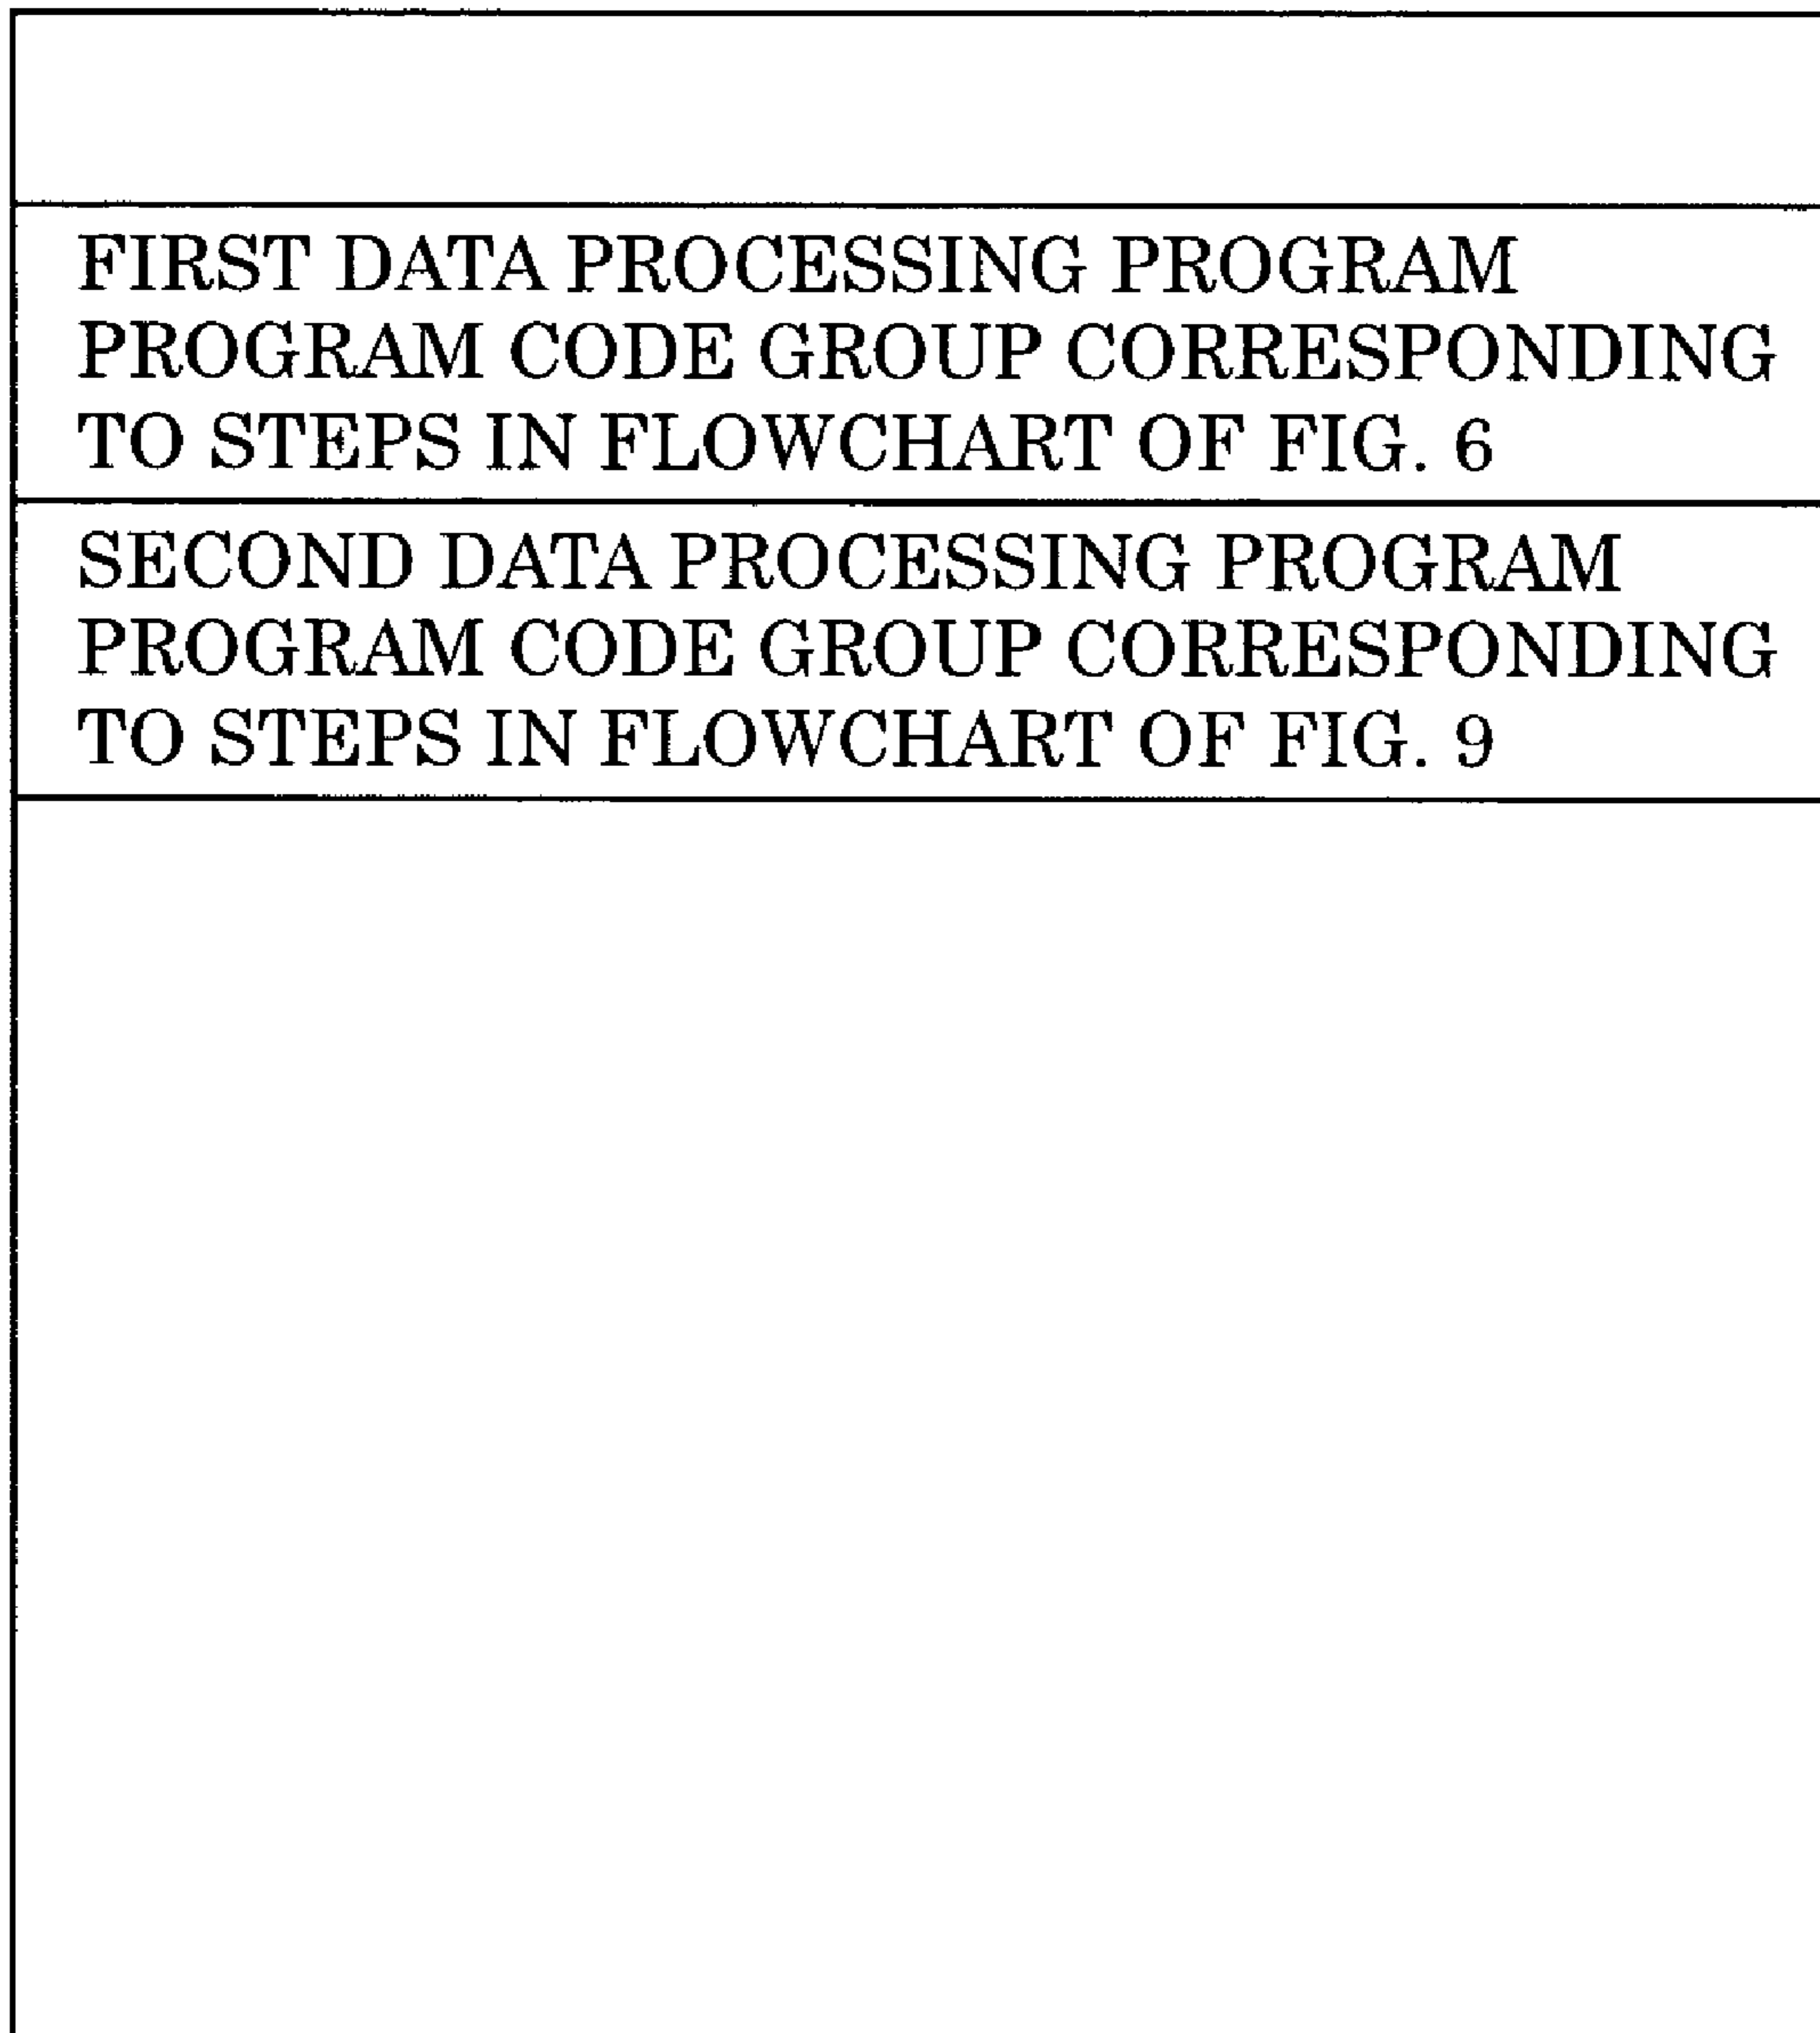 FIRST DATA PROCESSING PROGRAM
PROGRAM CODE GROUP CORRESPONDING
TO STEPS IN FLOWCHART OF FIG. 6
SECOND DATA PROCESSING PROGRAM
PROGRAM CODE GROUP CORRESPONDING
TO STEPS IN FLOWCHART OF FIG. 9